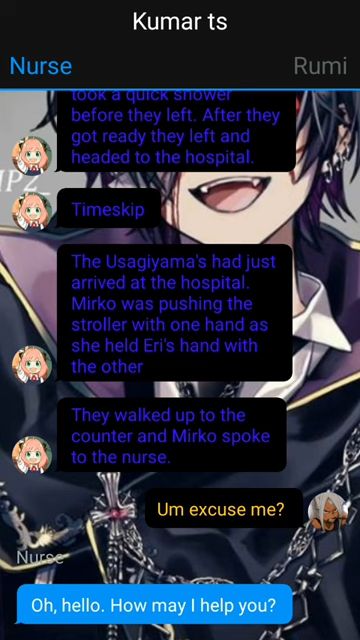 Kumar ts
Nurse
Rumi
took a quick shower
before they left. After they
got ready they left and
headed to the hospital.
Timeskip
The Usagiyama's had just
arrived at the hospital.
Mirko was pushing the
stroller with one hand as
she held Eri's hand with
the other
They walked up to the
counter and Mirko spoke
to the nurse.
Um excuse me?
Nurse
Oh, hello. How may I help you?